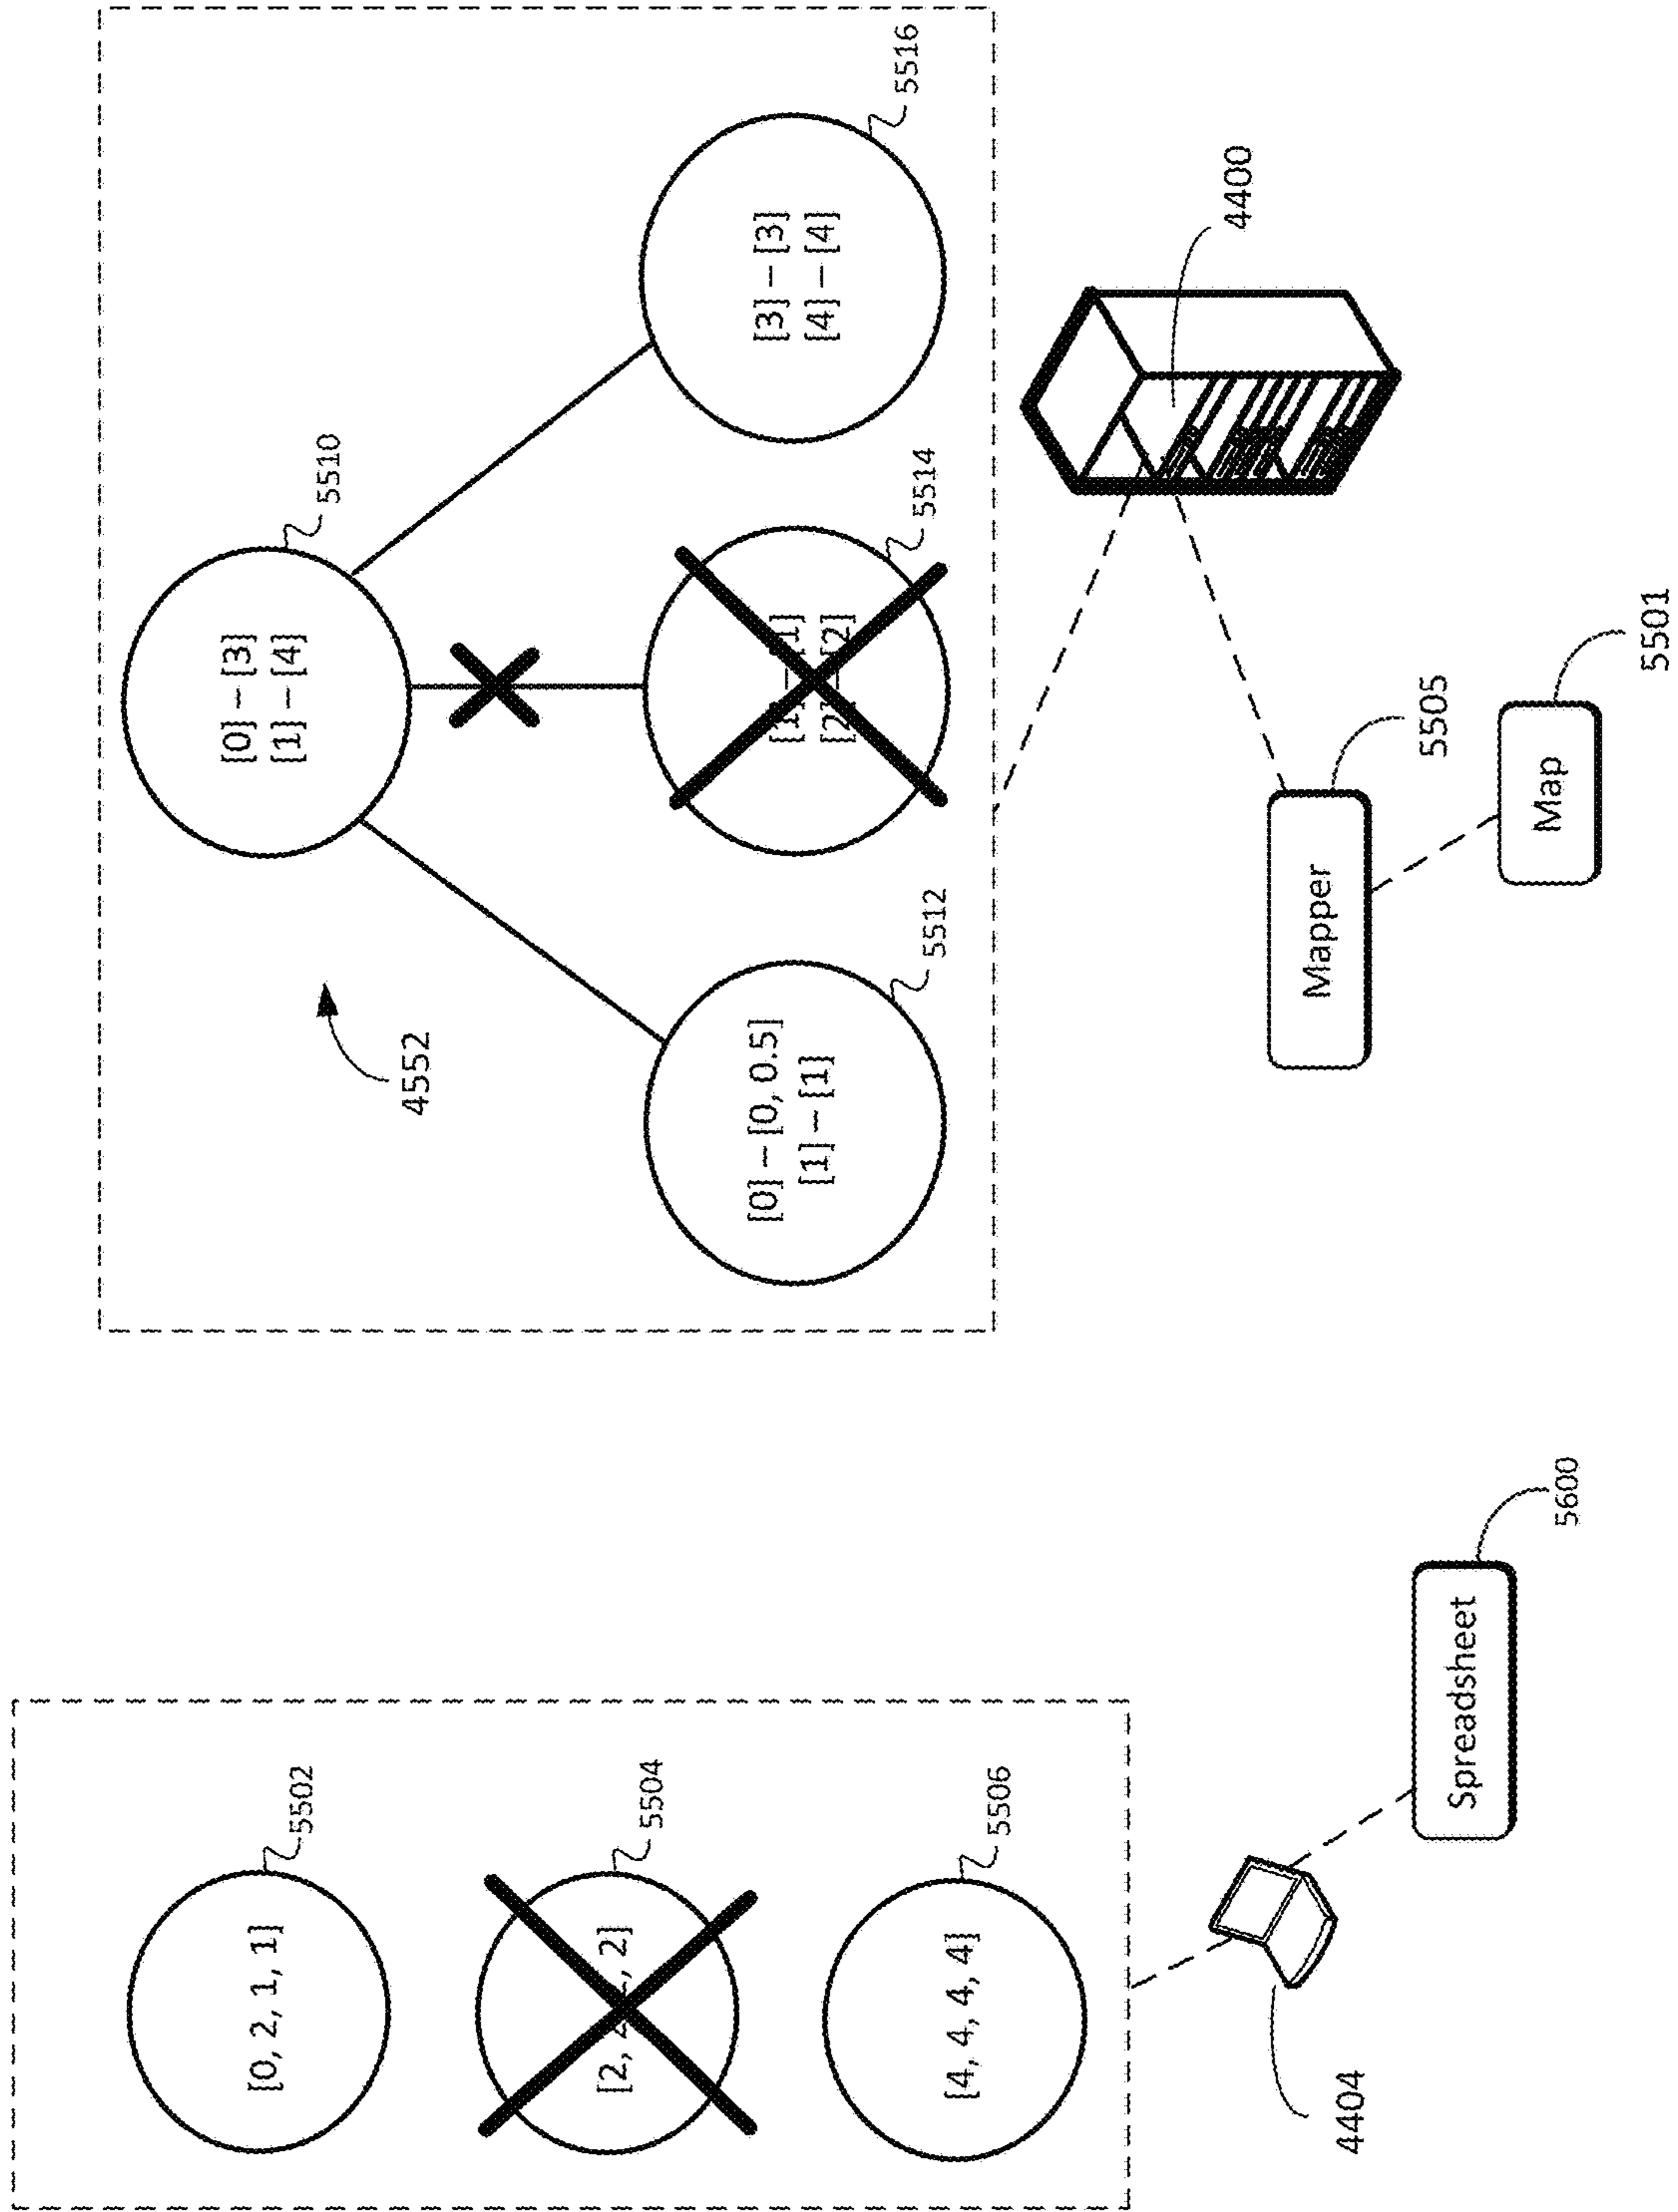 [0, 2, 1, 1]
5502
5504
[4, 4, 4, 4]
5506
4404
Spreadsheet
5600
4552
[0] – [3]
[1] – [4]
5510
[0] – [0, 0.5]
[1] – [1]
5512
5514
[3] – [3]
[4] – [4]
5516
4400
Mapper
5505
Map
5501